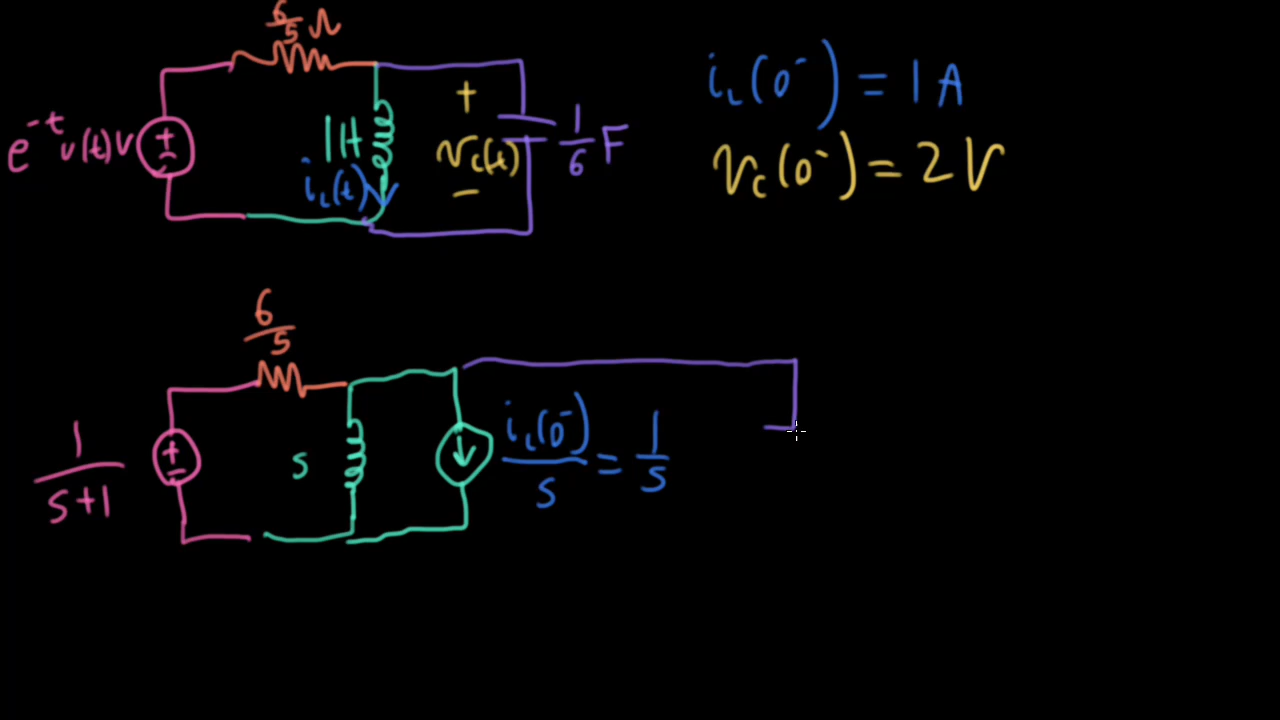 6/5 Ω
e^-t u(t) V
+
-
1H
i_L(t)
+
v_c(t)
-
1/6 F
i_L(0^-) = 1 A
v_c(0^-) = 2 V
6/5
1/(s+1)
+
-
s
i_L(0^-)/s = 1/s